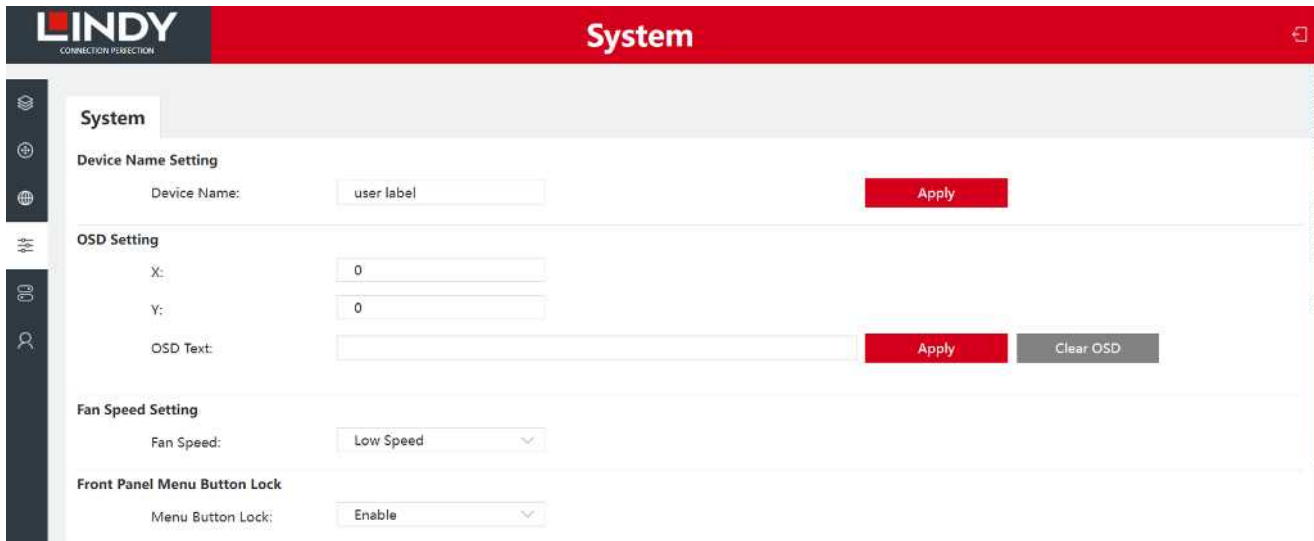 LINDY
CONNECTION PERFECTION
System
System
Device Name Setting
Device Name: user label Apply
OSD Setting
X: 0
Y: 0
OSD Text: Apply Clear OSD
Fan Speed Setting
Fan Speed: Low Speed
Front Panel Menu Button Lock
Menu Button Lock: Enable